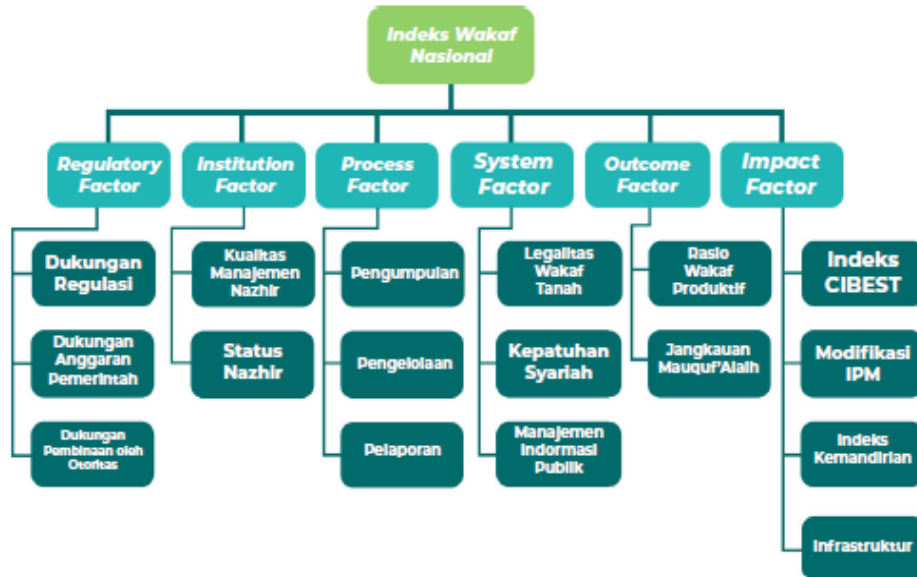 Indeks Wakaf
Nasional
Regulatory
Factor
Institution
Factor
Process
Factor
System
Factor
Outcome
Factor
Impact
Factor
Dukungan
Regulasi
Dukungan
Anggaran
Pemerintah
Dukungan
Pembinaan oleh
Otoritas
Kualitas
Manajemen
Nazhir
Status
Nazhir
Pengumpulan
Pengelolaan
Pelaporan
Legalitas
Wakaf
Tanah
Kepatuhan
Syariah
Manajemen
Indormasi
Publik
Rasio
Wakaf
Produktif
Jangkauan
Mauquf'Alaih
Indeks
CIBEST
Modifikasi
IPM
Indeks
Kemandirian
Infrastruktur